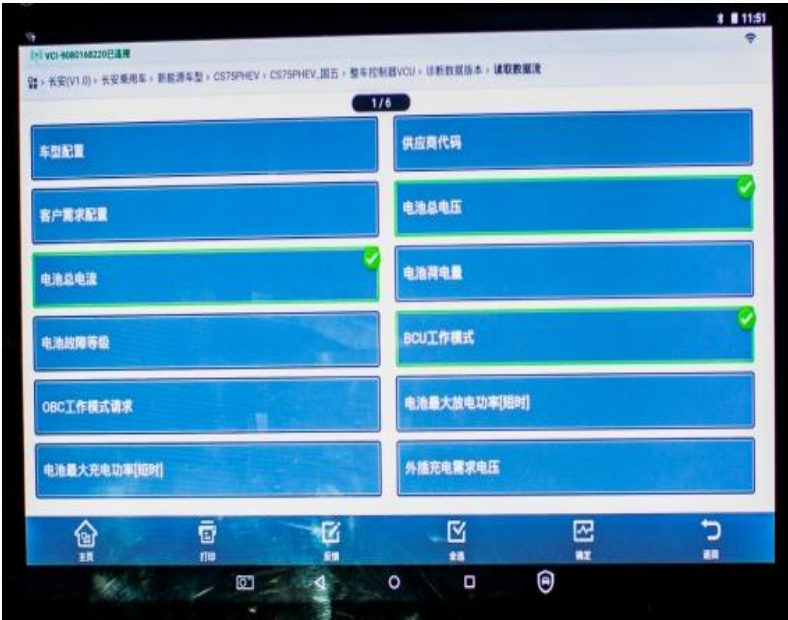 11:51
VCI-9080168220已连接
长安(V1.0) › 长安乘用车 › 新能源车型 › CS75PHEV › CS75PHEV_国五 › 整车控制器VCU › 诊断数据版本 › 读取数据流
1/6
车型配置
供应商代码
客户需求配置
电池总电压
电池总电流
电池荷电量
电池故障等级
BCU工作模式
OBC工作模式请求
电池最大放电功率[短时]
电池最大充电功率[短时]
外插充电需求电压
主页 打印 反馈 全选 确定 返回